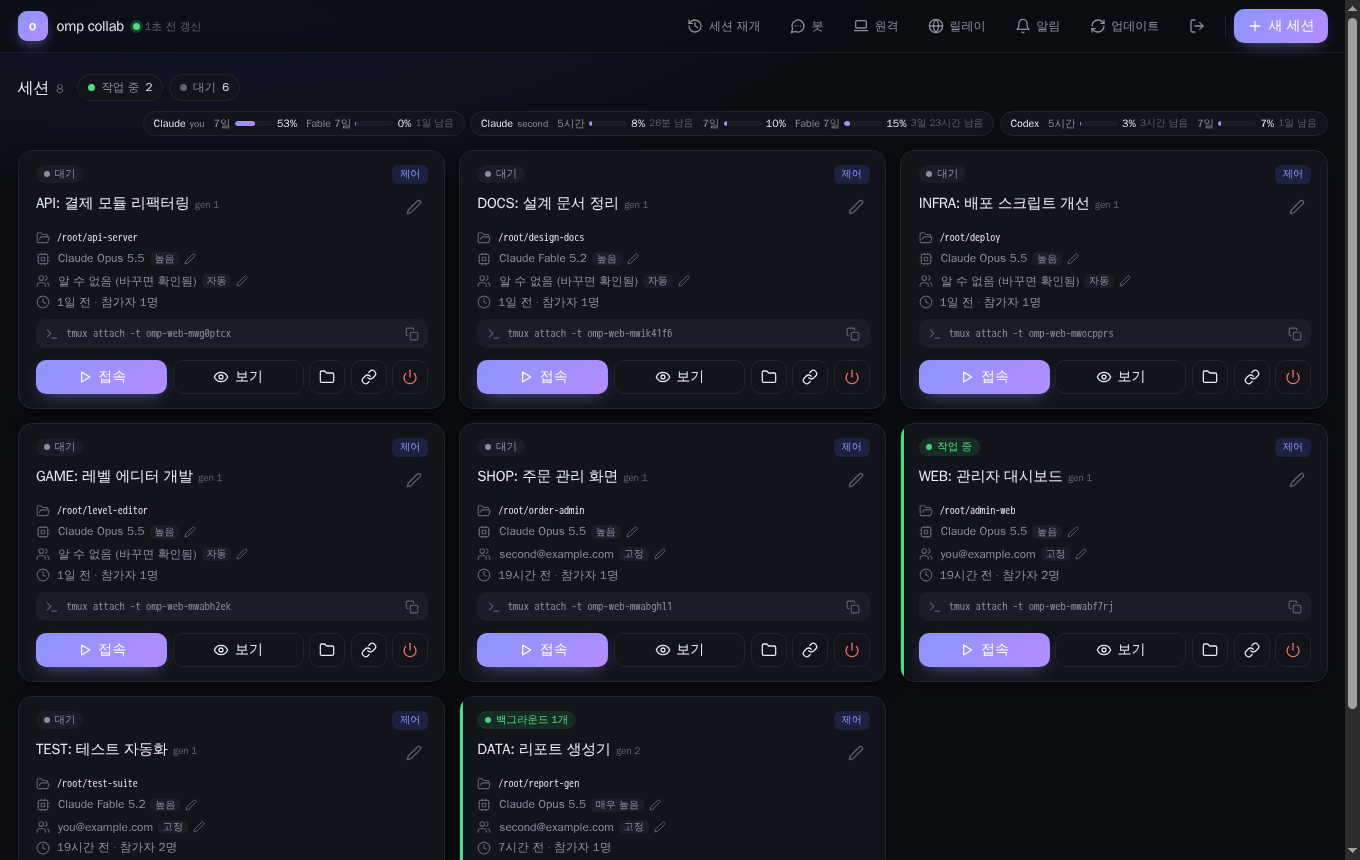 o omp collab 1초 전 갱신 세션 재개 봇 원격 릴레이 알림 업데이트 새 세션
세션 8 작업 중 2 대기 6
Claude you 7일 53% Fable 7일 0% 1일 남음 Claude second 5시간 8% 26분 남음 7일 10% Fable 7일 15% 3일 23시간 남음 Codex 5시간 3% 3시간 남음 7일 7% 1일 남음
대기 제어
API: 결제 모듈 리팩터링 gen 1
/root/api-server
Claude Opus 5.5 높음
알 수 없음 (바꾸면 확인됨) 자동
1일 전 · 참가자 1명
tmux attach -t omp-web-mwg0ptcx
접속 보기
대기 제어
DOCS: 설계 문서 정리 gen 1
/root/design-docs
Claude Fable 5.2 높음
알 수 없음 (바꾸면 확인됨) 자동
1일 전 · 참가자 1명
tmux attach -t omp-web-mwik41f6
접속 보기
대기 제어
INFRA: 배포 스크립트 개선 gen 1
/root/deploy
Claude Opus 5.5 높음
알 수 없음 (바꾸면 확인됨) 자동
1일 전 · 참가자 1명
tmux attach -t omp-web-mwocpprs
접속 보기
대기 제어
GAME: 레벨 에디터 개발 gen 1
/root/level-editor
Claude Opus 5.5 높음
알 수 없음 (바꾸면 확인됨) 자동
1일 전 · 참가자 1명
tmux attach -t omp-web-mwabh2ek
접속 보기
대기 제어
SHOP: 주문 관리 화면 gen 1
/root/order-admin
Claude Opus 5.5 높음
second@example.com 고정
19시간 전 · 참가자 1명
tmux attach -t omp-web-mwabghl1
접속 보기
작업 중 제어
WEB: 관리자 대시보드 gen 1
/root/admin-web
Claude Opus 5.5 높음
you@example.com 고정
19시간 전 · 참가자 2명
tmux attach -t omp-web-mwabf7rj
접속 보기
대기 제어
TEST: 테스트 자동화 gen 1
/root/test-suite
Claude Fable 5.2 높음
you@example.com 고정
19시간 전 · 참가자 2명
백그라운드 1개 제어
DATA: 리포트 생성기 gen 2
/root/report-gen
Claude Opus 5.5 매우 높음
second@example.com 고정
7시간 전 · 참가자 1명